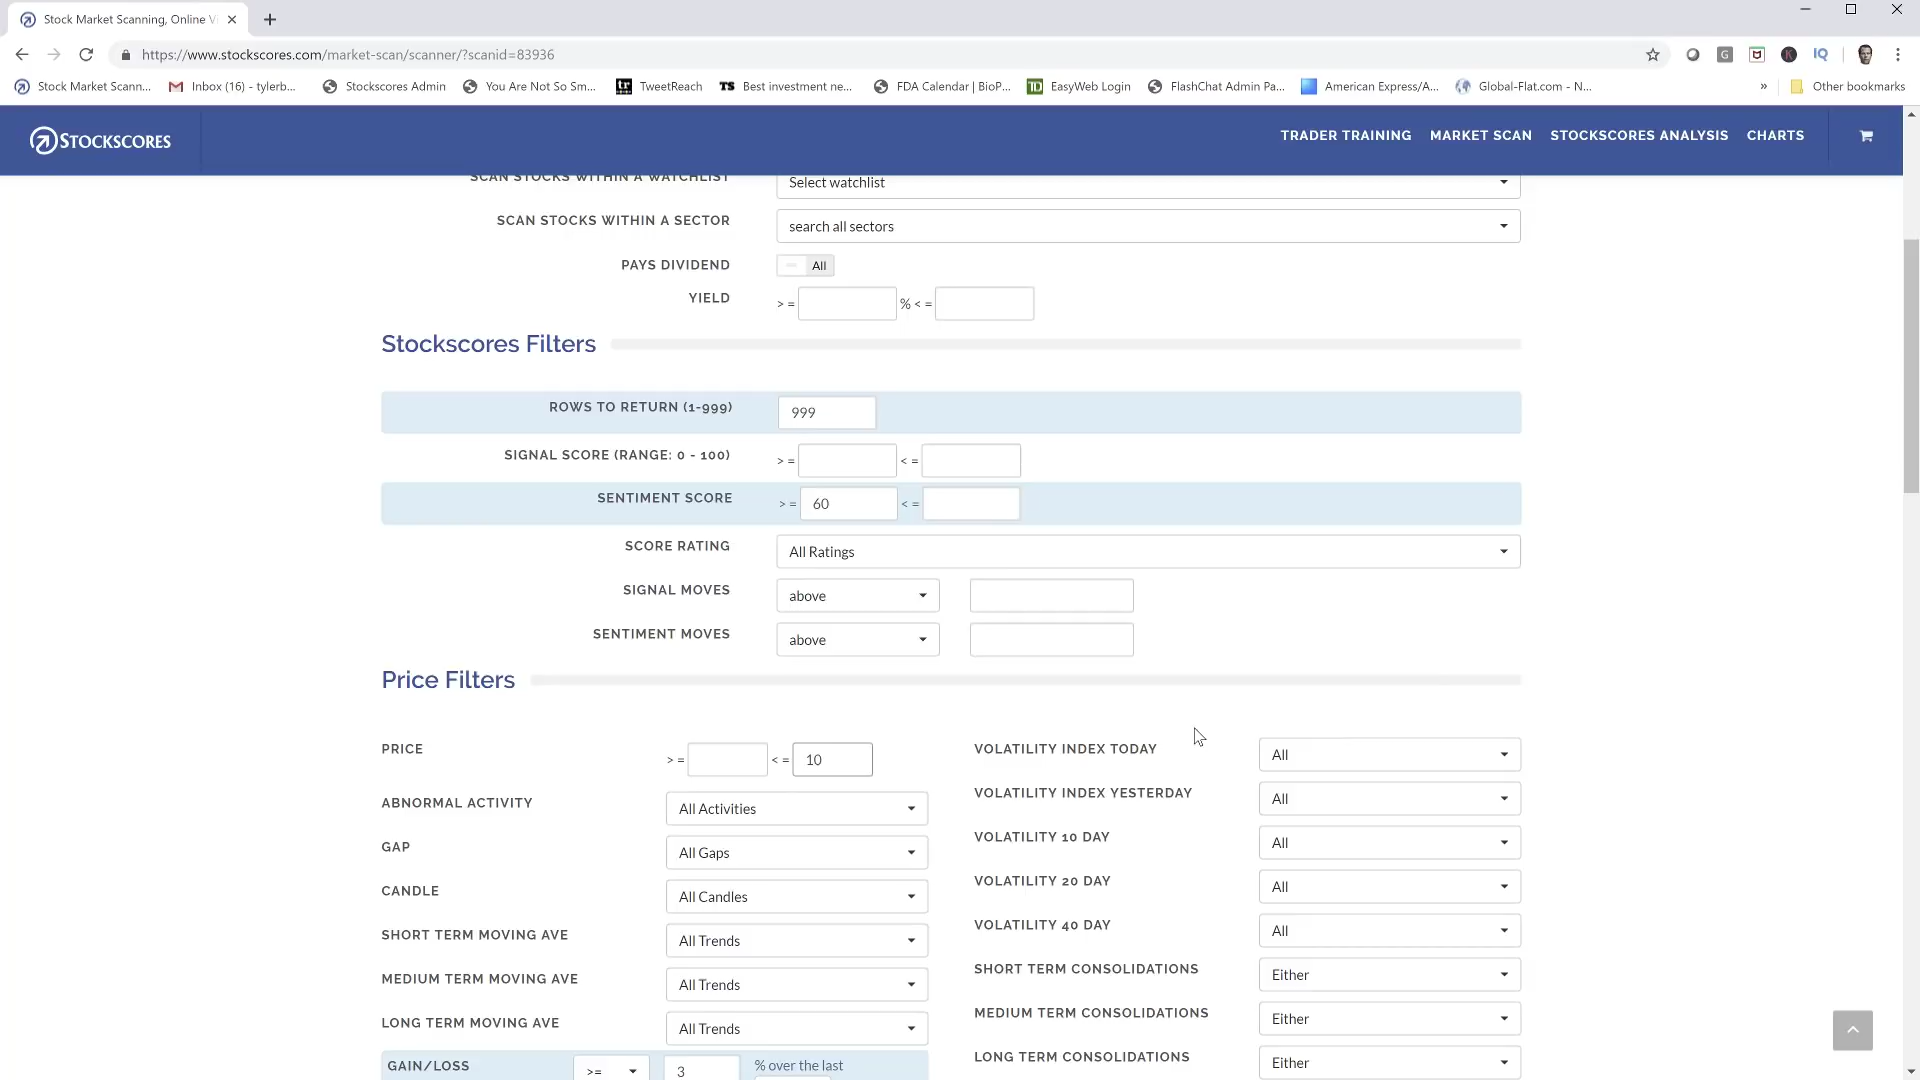 Stock Market Scanning, Online Vi
https://www.stockscores.com/market-scan/scanner/?scanid=83936
Stock Market Scann... Inbox (16) - tylerb... Stockscores Admin You Are Not So Sm... tr TweetReach TS Best investment ne... FDA Calendar | BioP... TD EasyWeb Login FlashChat Admin Pa... American Express/A... Global-Flat.com - N... » Other bookmarks
STOCKSCORES TRADER TRAINING MARKET SCAN STOCKSCORES ANALYSIS CHARTS
SCAN STOCKS WITHIN A WATCHLIST Select watchlist
SCAN STOCKS WITHIN A SECTOR search all sectors
PAYS DIVIDEND All
YIELD > = % < =
Stockscores Filters
ROWS TO RETURN (1-999) 999
SIGNAL SCORE (RANGE: 0 - 100) > = < =
SENTIMENT SCORE > = 60 < =
SCORE RATING All Ratings
SIGNAL MOVES above
SENTIMENT MOVES above
Price Filters
PRICE > = < = 10 VOLATILITY INDEX TODAY All
ABNORMAL ACTIVITY All Activities VOLATILITY INDEX YESTERDAY All
GAP All Gaps VOLATILITY 10 DAY All
CANDLE All Candles VOLATILITY 20 DAY All
SHORT TERM MOVING AVE All Trends VOLATILITY 40 DAY All
MEDIUM TERM MOVING AVE All Trends SHORT TERM CONSOLIDATIONS Either
LONG TERM MOVING AVE All Trends MEDIUM TERM CONSOLIDATIONS Either
GAIN/LOSS >= 3 % over the last LONG TERM CONSOLIDATIONS Either